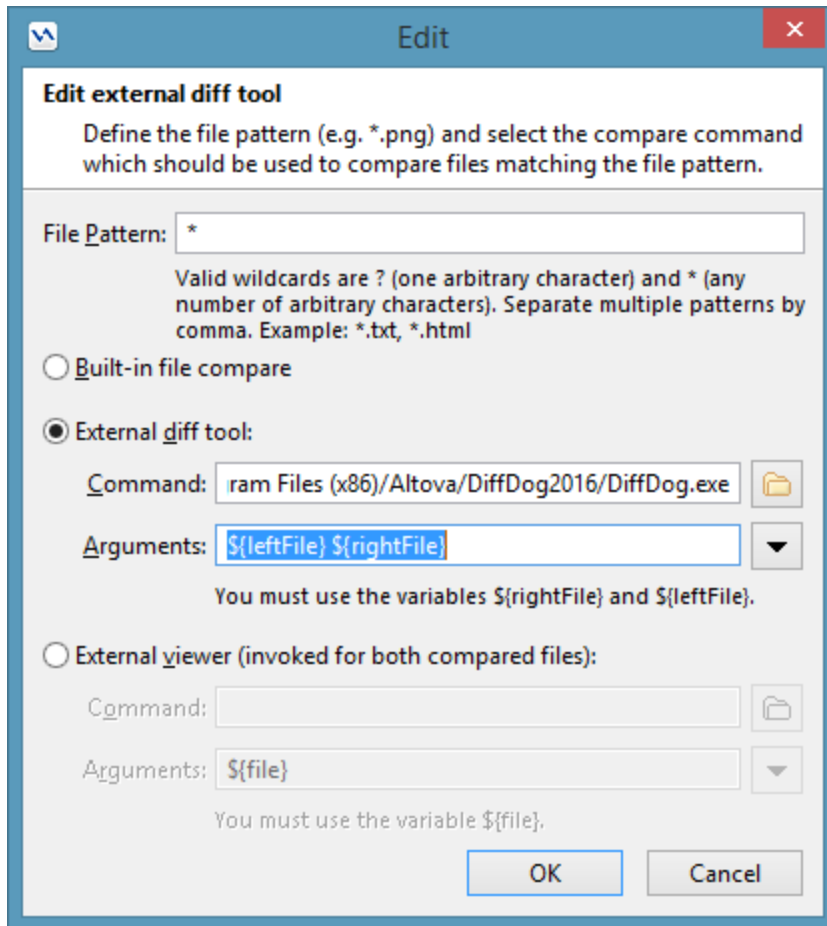 Edit
Edit external diff tool
Define the file pattern (e.g. *.png) and select the compare command
which should be used to compare files matching the file pattern.
File Pattern: *
Valid wildcards are ? (one arbitrary character) and * (any
number of arbitrary characters). Separate multiple patterns by
comma. Example: *.txt, *.html
Built-in file compare
External diff tool:
Command: ram Files (x86)/Altova/DiffDog2016/DiffDog.exe
Arguments: ${leftFile} ${rightFile}
You must use the variables ${rightFile} and ${leftFile}.
External viewer (invoked for both compared files):
Command:
Arguments: ${file}
You must use the variable ${file}.
OK Cancel